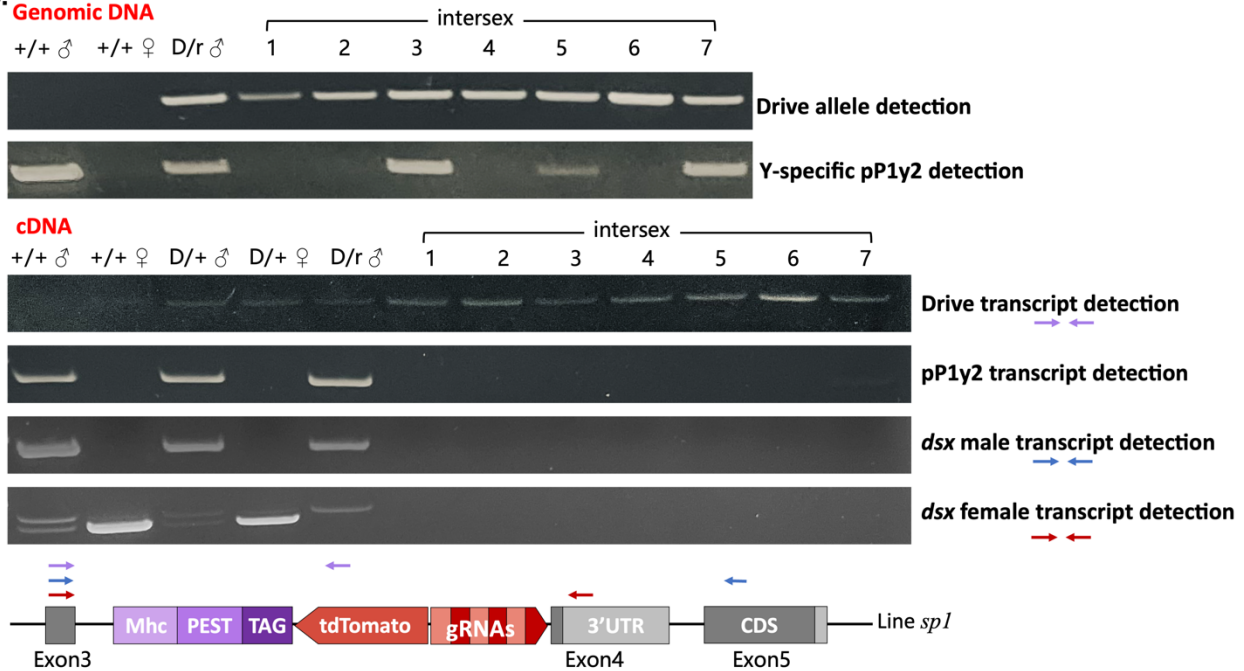 Genomic DNA
intersex
+/+ ♂ +/+ ♀ D/r ♂ 1 2 3 4 5 6 7
Drive allele detection
Y-specific pP1y2 detection
cDNA
intersex
+/+ ♂ +/+ ♀ D/+ ♂ D/+ ♀ D/r ♂ 1 2 3 4 5 6 7
Drive transcript detection
pP1y2 transcript detection
dsx male transcript detection
dsx female transcript detection
Mhc PEST TAG tdTomato gRNAs 3'UTR CDS Line sp1
Exon3 Exon4 Exon5